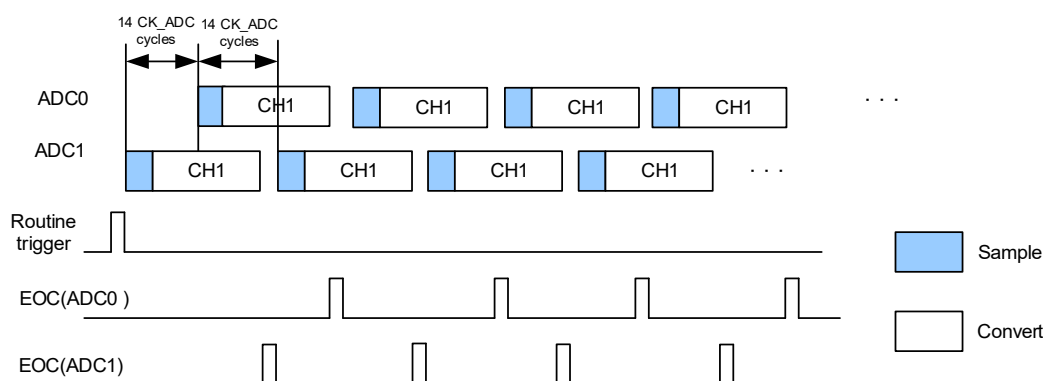 14 CK_ADC cycles
14 CK_ADC cycles
ADC0
CH1 CH1 CH1 CH1 . . .
ADC1
CH1 CH1 CH1 CH1 . . .
Routine
trigger
Sample
EOC(ADC0 )
Convert
EOC(ADC1)